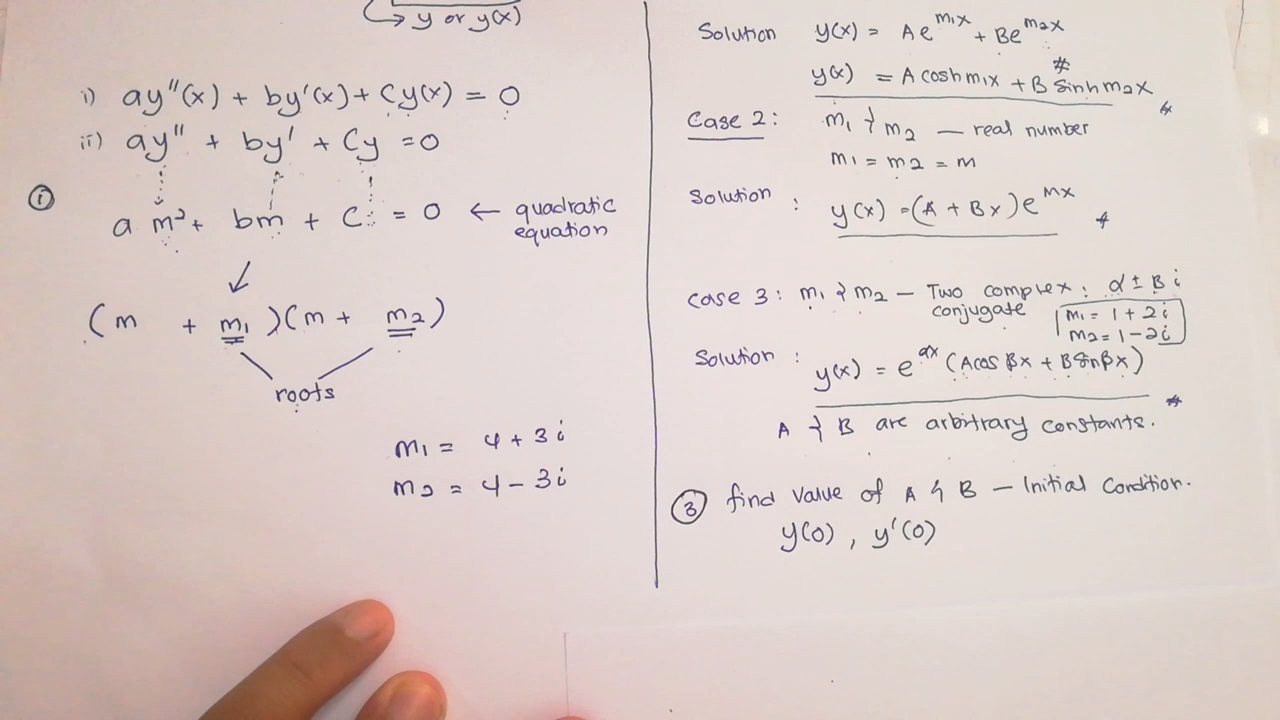 ↳ y or y(x)
i) ay''(x) + by'(x) + Cy(x) = 0
ii) ay'' + by' + Cy = 0
① a m² + bm + C = 0 ← quadratic equation
↙
(m + m₁)(m + m₂)
roots
m₁ = 4 + 3i
m₂ = 4 - 3i
Solution y(x) = Ae^{m₁x} + Be^{m₂x}
y(x) = A cosh m₁x + B sinh m₂x
Case 2: m₁ & m₂ — real number
m₁ = m₂ = m
Solution : y(x) = (A + Bx)e^{mx}
Case 3: m₁ & m₂ — Two complex conjugate : α ± Bi
m₁ = 1 + 2i
m₂ = 1 - 2i
Solution : y(x) = e^{αx} (A cos βx + B sin βx)
A & B are arbitrary constants.
③ find value of A & B — Initial Condition.
y(0), y'(0)